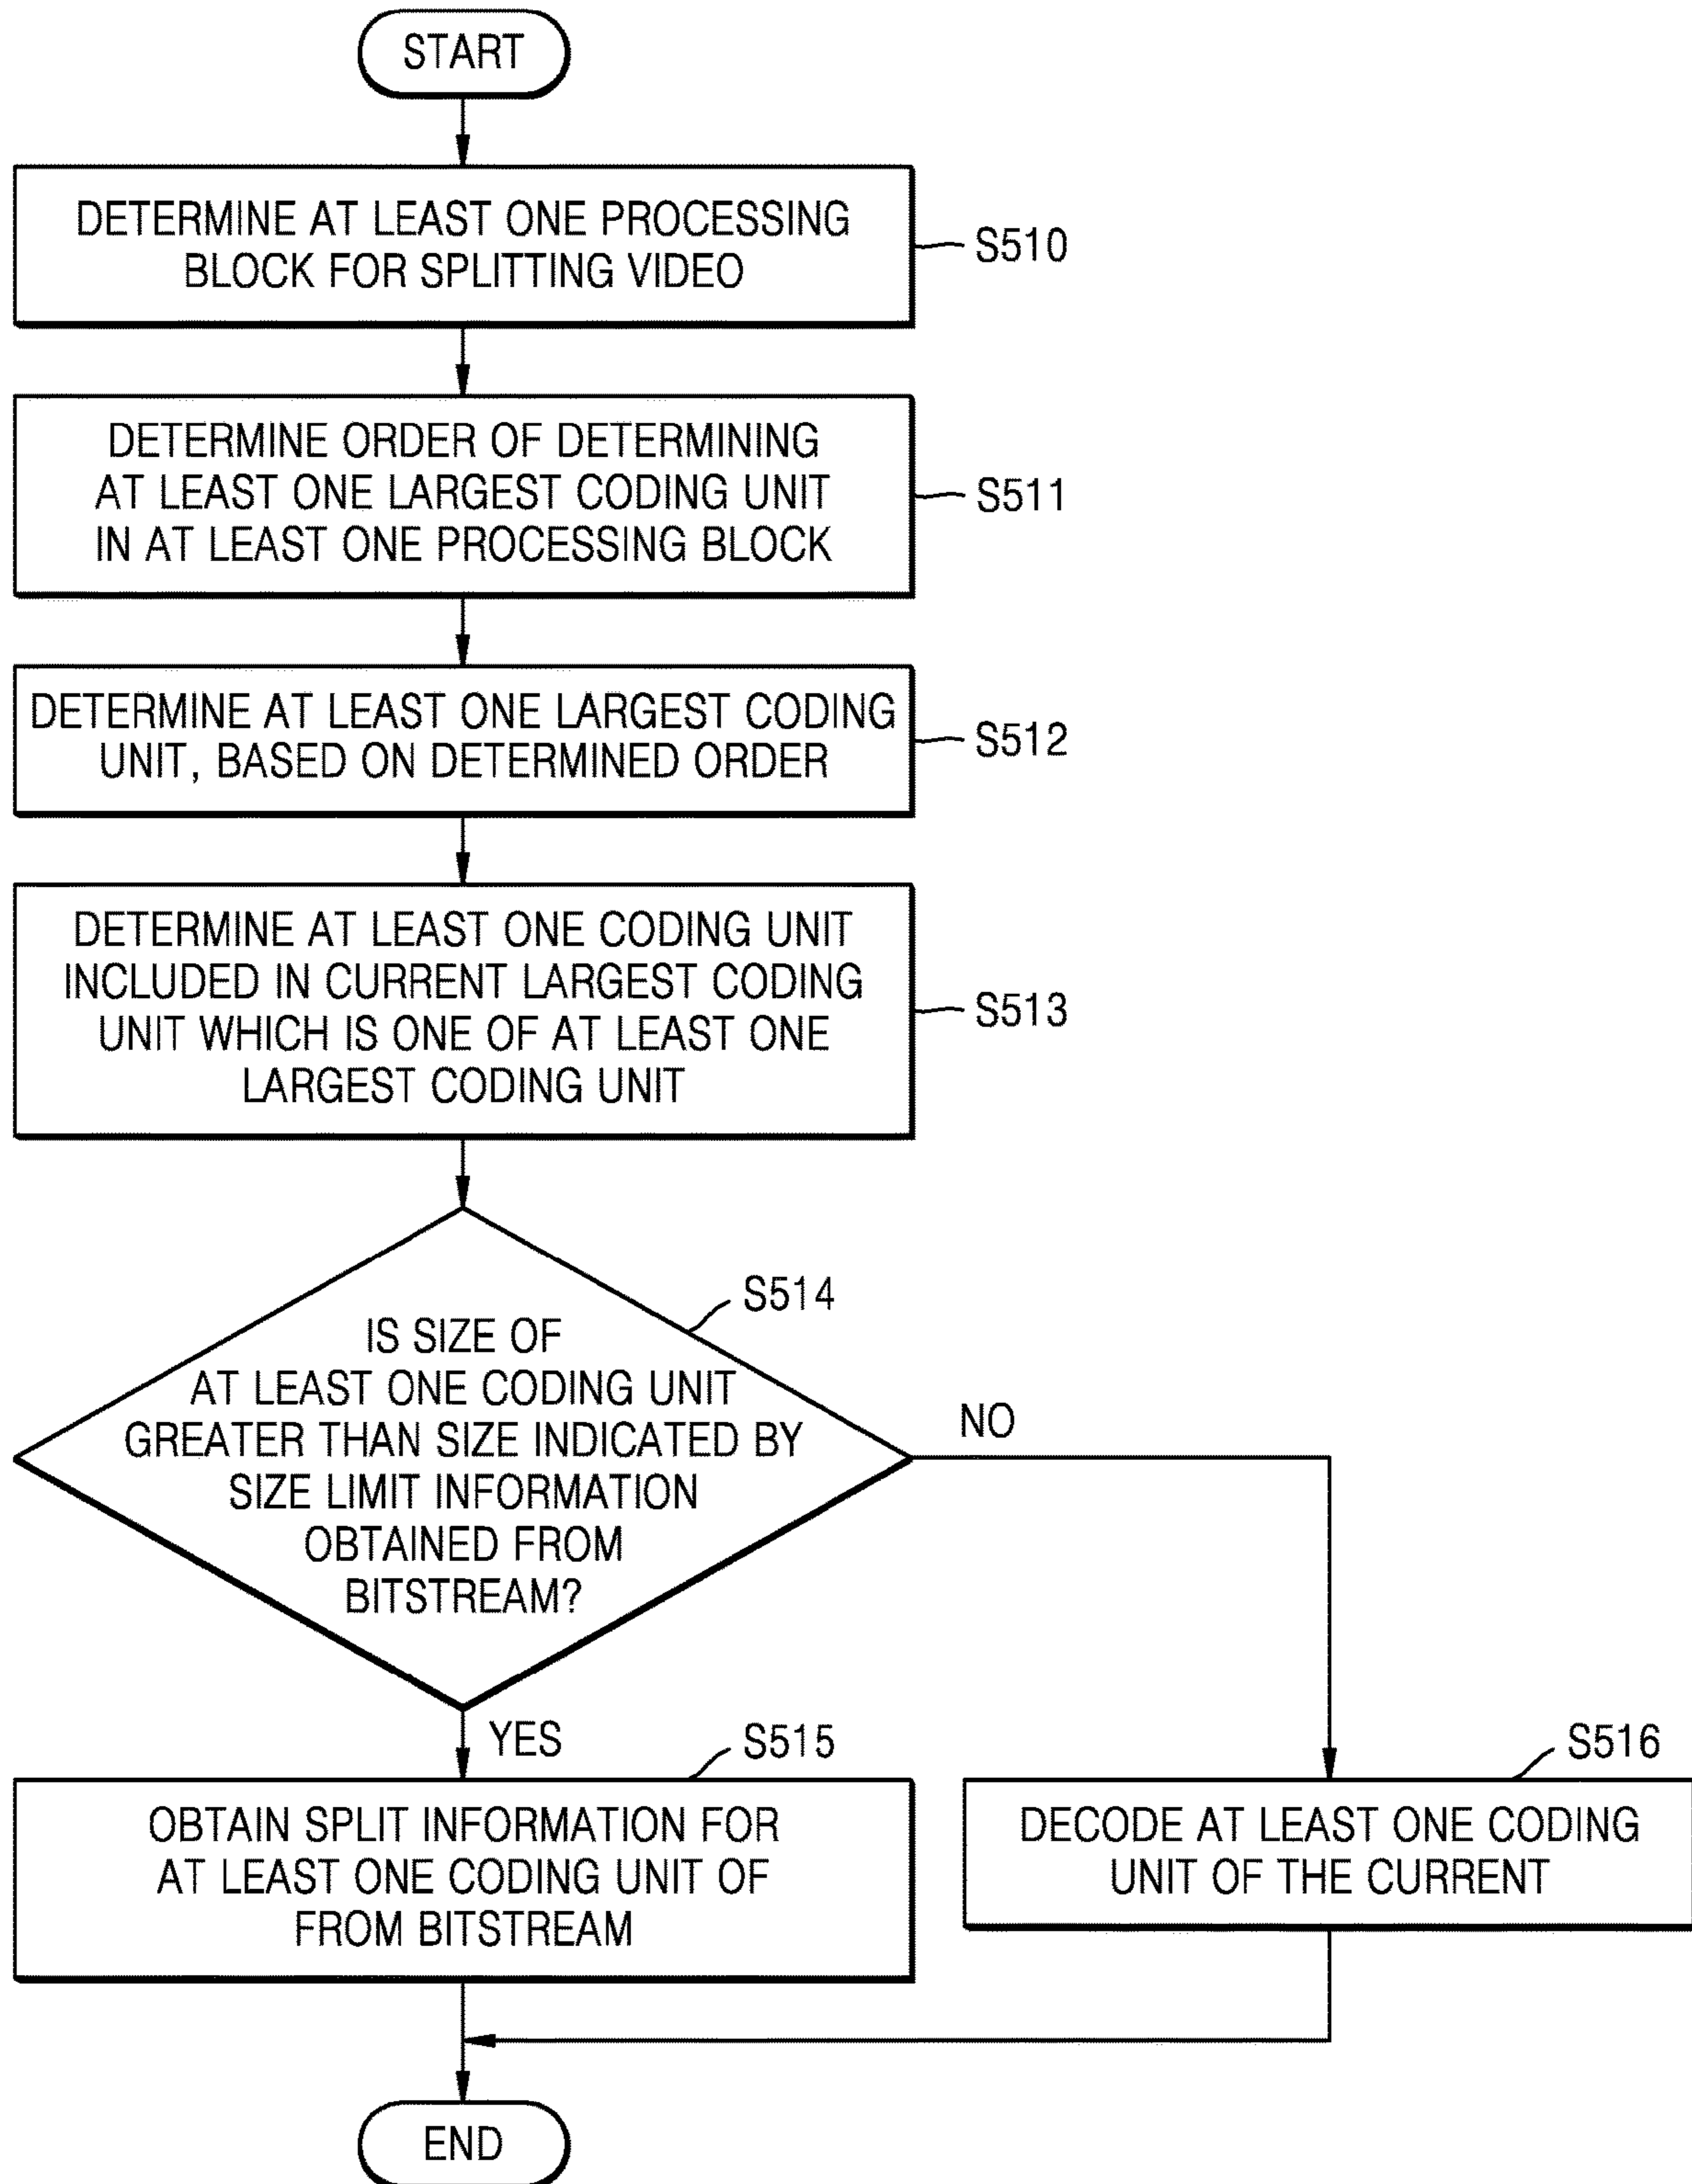 START
DETERMINE AT LEAST ONE PROCESSING
BLOCK FOR SPLITTING VIDEO
S510
DETERMINE ORDER OF DETERMINING
AT LEAST ONE LARGEST CODING UNIT
IN AT LEAST ONE PROCESSING BLOCK
S511
DETERMINE AT LEAST ONE LARGEST CODING
UNIT, BASED ON DETERMINED ORDER
S512
DETERMINE AT LEAST ONE CODING UNIT
INCLUDED IN CURRENT LARGEST CODING
UNIT WHICH IS ONE OF AT LEAST ONE
LARGEST CODING UNIT
S513
S514
IS SIZE OF
AT LEAST ONE CODING UNIT
GREATER THAN SIZE INDICATED BY
SIZE LIMIT INFORMATION
OBTAINED FROM
BITSTREAM?
NO
YES
S515
OBTAIN SPLIT INFORMATION FOR
AT LEAST ONE CODING UNIT OF
FROM BITSTREAM
S516
DECODE AT LEAST ONE CODING
UNIT OF THE CURRENT
END